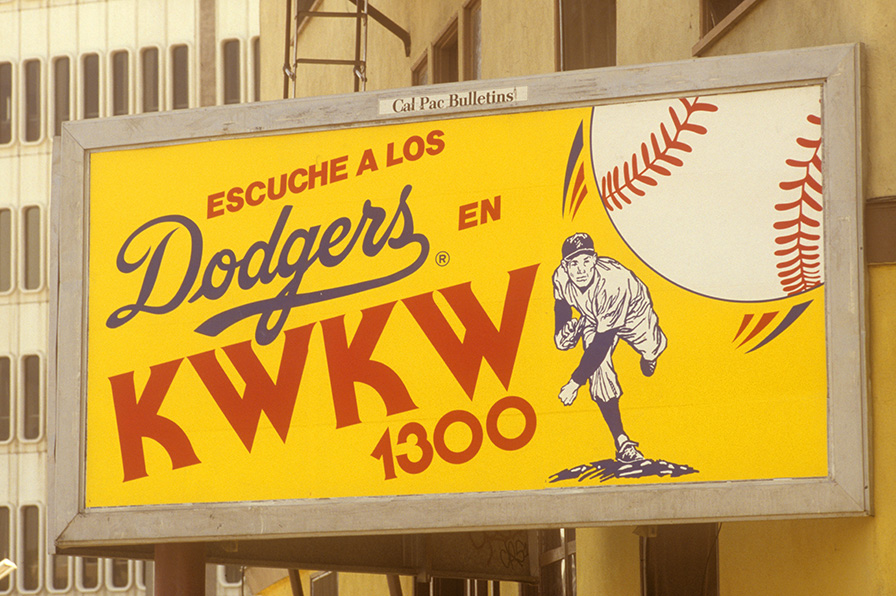 Cal Pac Bulletins
ESCUCHE A LOS
Dodgers® EN
KWKW
1300